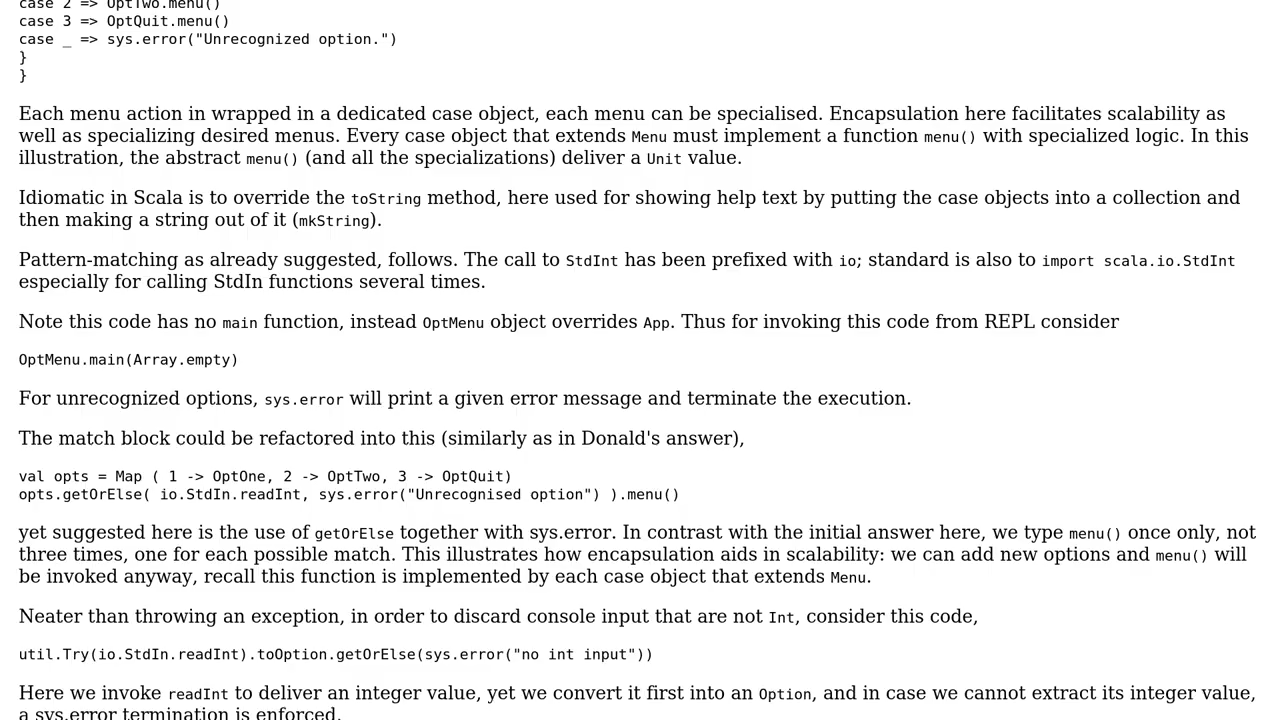 case 2 => OptTwo.menu()
case 3 => OptQuit.menu()
case _ => sys.error("Unrecognized option.")
}
}
Each menu action in wrapped in a dedicated case object, each menu can be specialised. Encapsulation here facilitates scalability as
well as specializing desired menus. Every case object that extends Menu must implement a function menu() with specialized logic. In this
illustration, the abstract menu() (and all the specializations) deliver a Unit value.
Idiomatic in Scala is to override the toString method, here used for showing help text by putting the case objects into a collection and
then making a string out of it (mkString).
Pattern-matching as already suggested, follows. The call to StdInt has been prefixed with io; standard is also to import scala.io.StdInt
especially for calling StdIn functions several times.
Note this code has no main function, instead OptMenu object overrides App. Thus for invoking this code from REPL consider
OptMenu.main(Array.empty)
For unrecognized options, sys.error will print a given error message and terminate the execution.
The match block could be refactored into this (similarly as in Donald's answer),
val opts = Map ( 1 -> OptOne, 2 -> OptTwo, 3 -> OptQuit)
opts.getOrElse( io.StdIn.readInt, sys.error("Unrecognised option") ).menu()
yet suggested here is the use of getOrElse together with sys.error. In contrast with the initial answer here, we type menu() once only, not
three times, one for each possible match. This illustrates how encapsulation aids in scalability: we can add new options and menu() will
be invoked anyway, recall this function is implemented by each case object that extends Menu.
Neater than throwing an exception, in order to discard console input that are not Int, consider this code,
util.Try(io.StdIn.readInt).toOption.getOrElse(sys.error("no int input"))
Here we invoke readInt to deliver an integer value, yet we convert it first into an Option, and in case we cannot extract its integer value,
a sys.error termination is enforced.